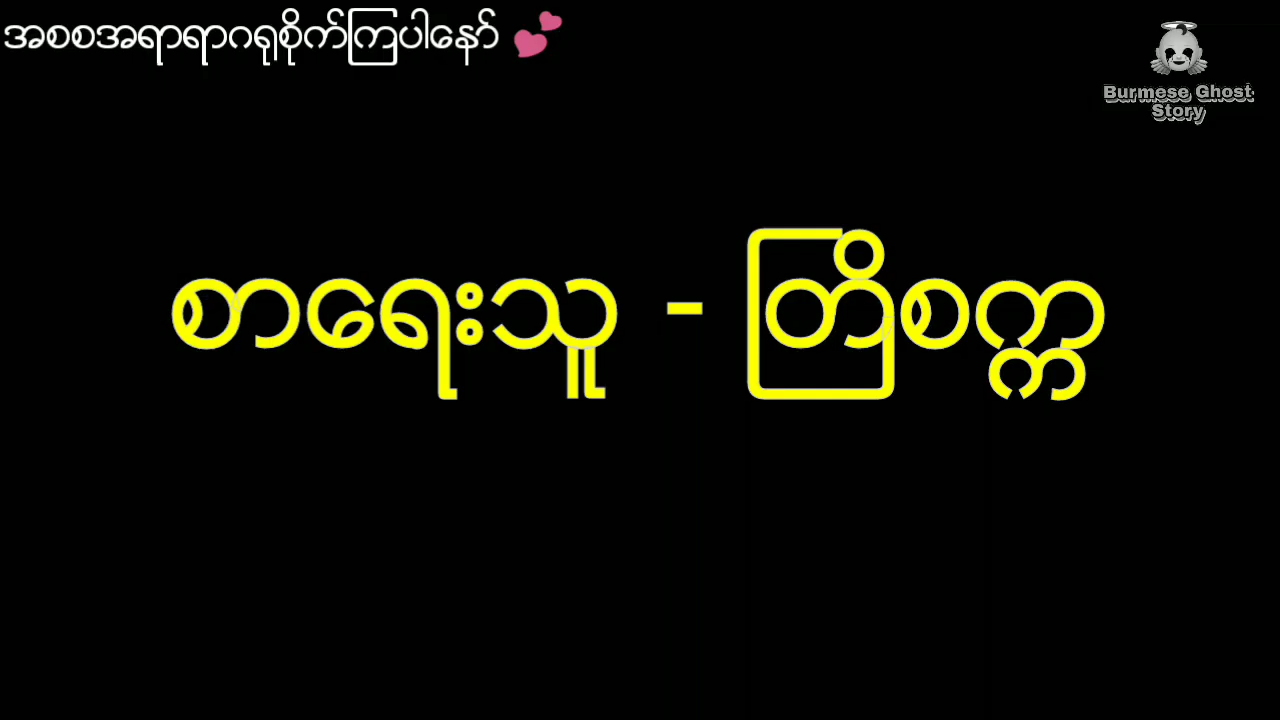 အစစအရာရာဂရုစိုက်ကြပါနော် 💕
Burmese Ghost
Story
စာရေးသူ - တြိစက္က